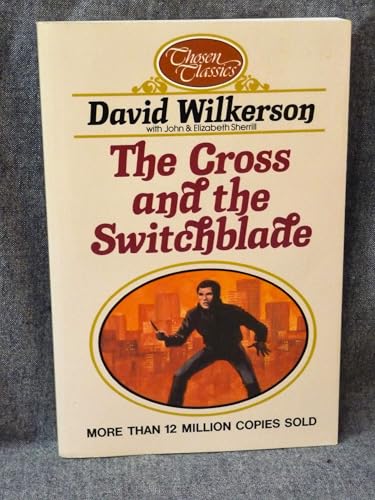 Chosen
Classics
David Wilkerson
with John & Elizabeth Sherrill
The Cross
and the
Switchblade
MORE THAN 12 MILLION COPIES SOLD